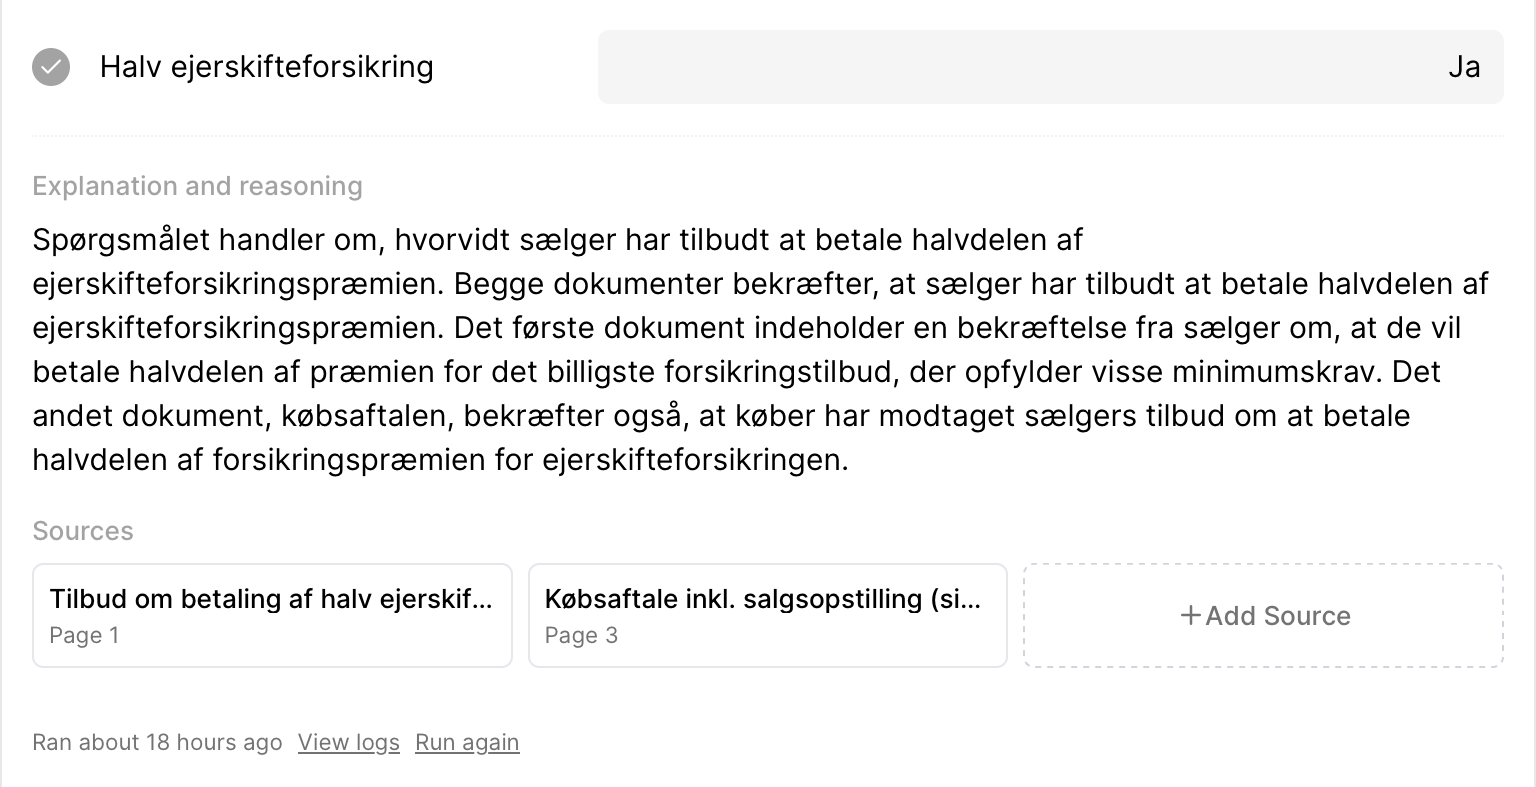 Halv ejerskifteforsikring
Ja
Explanation and reasoning
Spørgsmålet handler om, hvorvidt sælger har tilbudt at betale halvdelen af
ejerskifteforsikringspræmien. Begge dokumenter bekræfter, at sælger har tilbudt at betale halvdelen af
ejerskifteforsikringspræmien. Det første dokument indeholder en bekræftelse fra sælger om, at de vil
betale halvdelen af præmien for det billigste forsikringstilbud, der opfylder visse minimumskrav. Det
andet dokument, købsaftalen, bekræfter også, at køber har modtaget sælgers tilbud om at betale
halvdelen af forsikringspræmien for ejerskifteforsikringen.
Sources
Tilbud om betaling af halv ejerskif...
Page 1
Købsaftale inkl. salgsopstilling (si...
Page 3
+Add Source
Ran about 18 hours ago View logs Run again